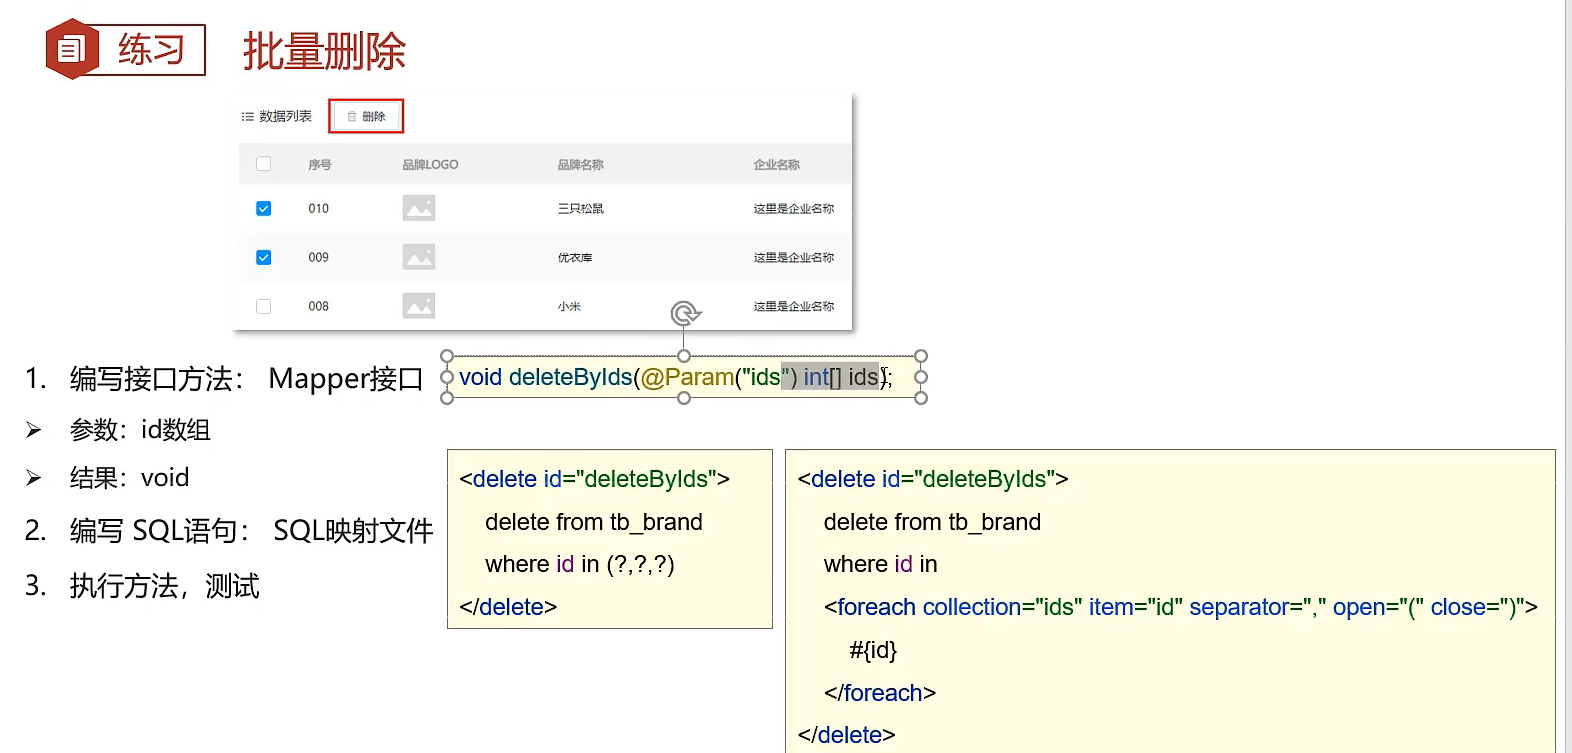 练习 批量删除
数据列表 删除
序号 品牌LOGO 品牌名称 企业名称
010 三只松鼠 这里是企业名称
009 优衣库 这里是企业名称
008 小米 这里是企业名称
1. 编写接口方法： Mapper接口 void deleteByIds(@Param("ids") int[] ids);
➢ 参数：id数组
➢ 结果：void
2. 编写 SQL语句： SQL映射文件
3. 执行方法，测试
<delete id="deleteByIds">
delete from tb_brand
where id in (?,?,?)
</delete>
<delete id="deleteByIds">
delete from tb_brand
where id in
<foreach collection="ids" item="id" separator="," open="(" close=")">
#{id}
</foreach>
</delete>